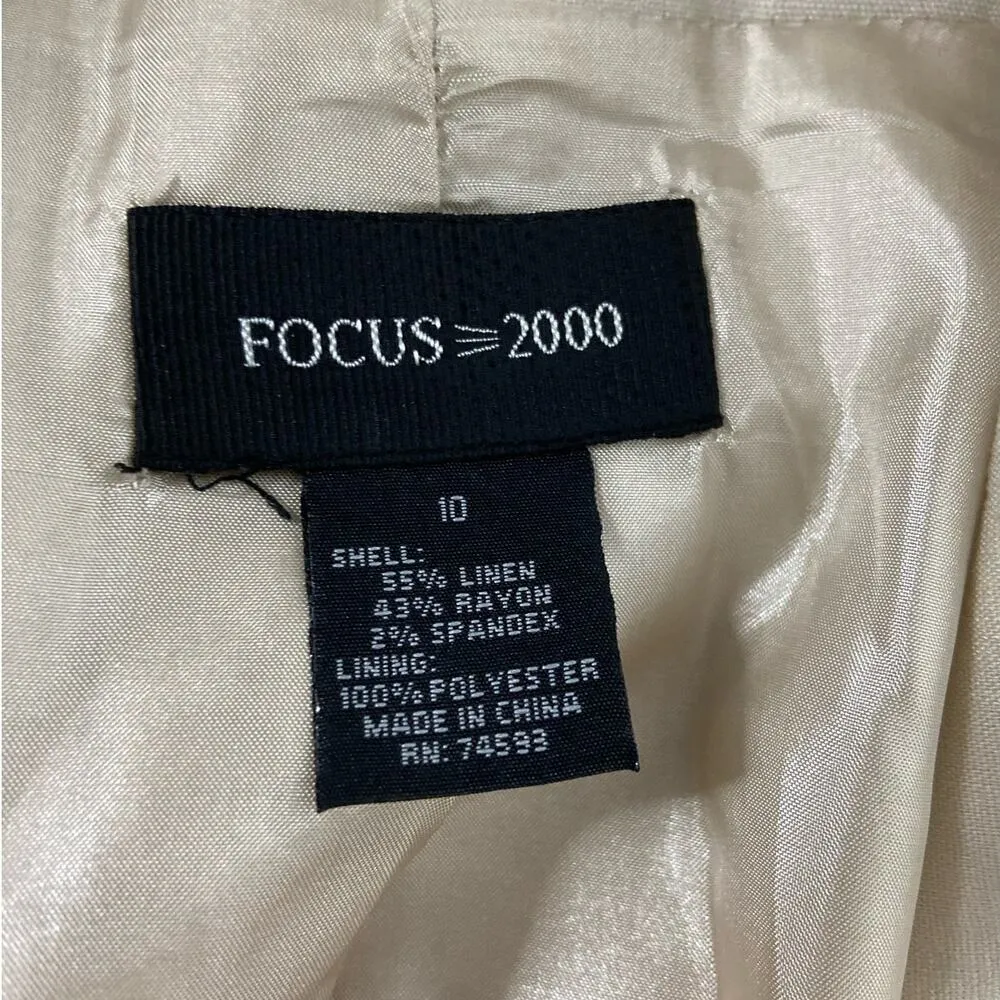 FOCUS 2000
10
SHELL:
55% LINEN
43% RAYON
2% SPANDEX
LINING:
100% POLYESTER
MADE IN CHINA
RN: 74593